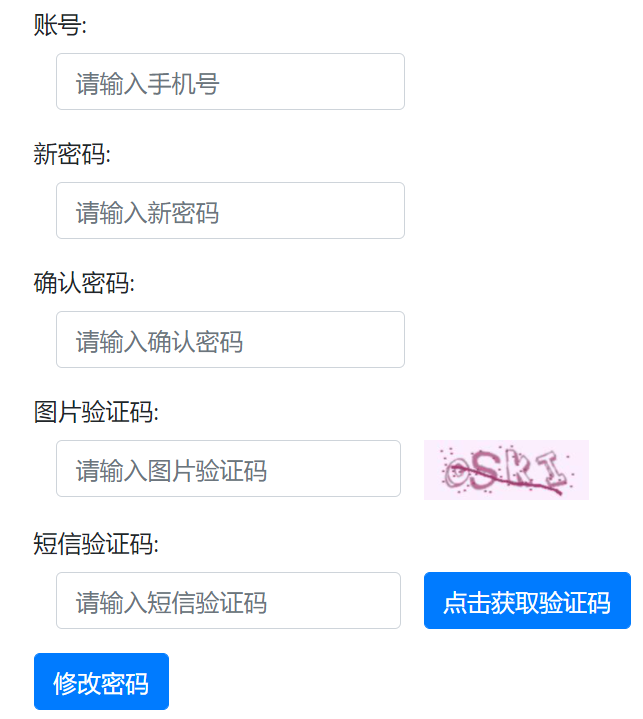 账号:
请输入手机号
新密码:
请输入新密码
确认密码:
请输入确认密码
图片验证码:
请输入图片验证码
短信验证码:
请输入短信验证码 点击获取验证码
修改密码